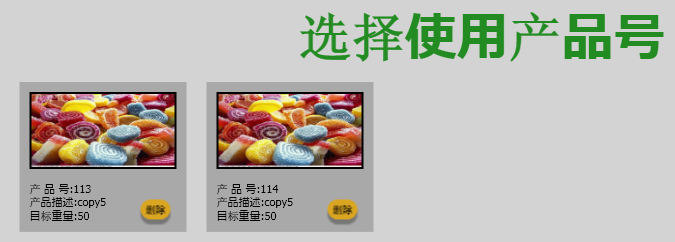 选择使用产品号
产 品 号:113
产品描述:copy5
目标重量:50
删除
产 品 号:114
产品描述:copy5
目标重量:50
删除